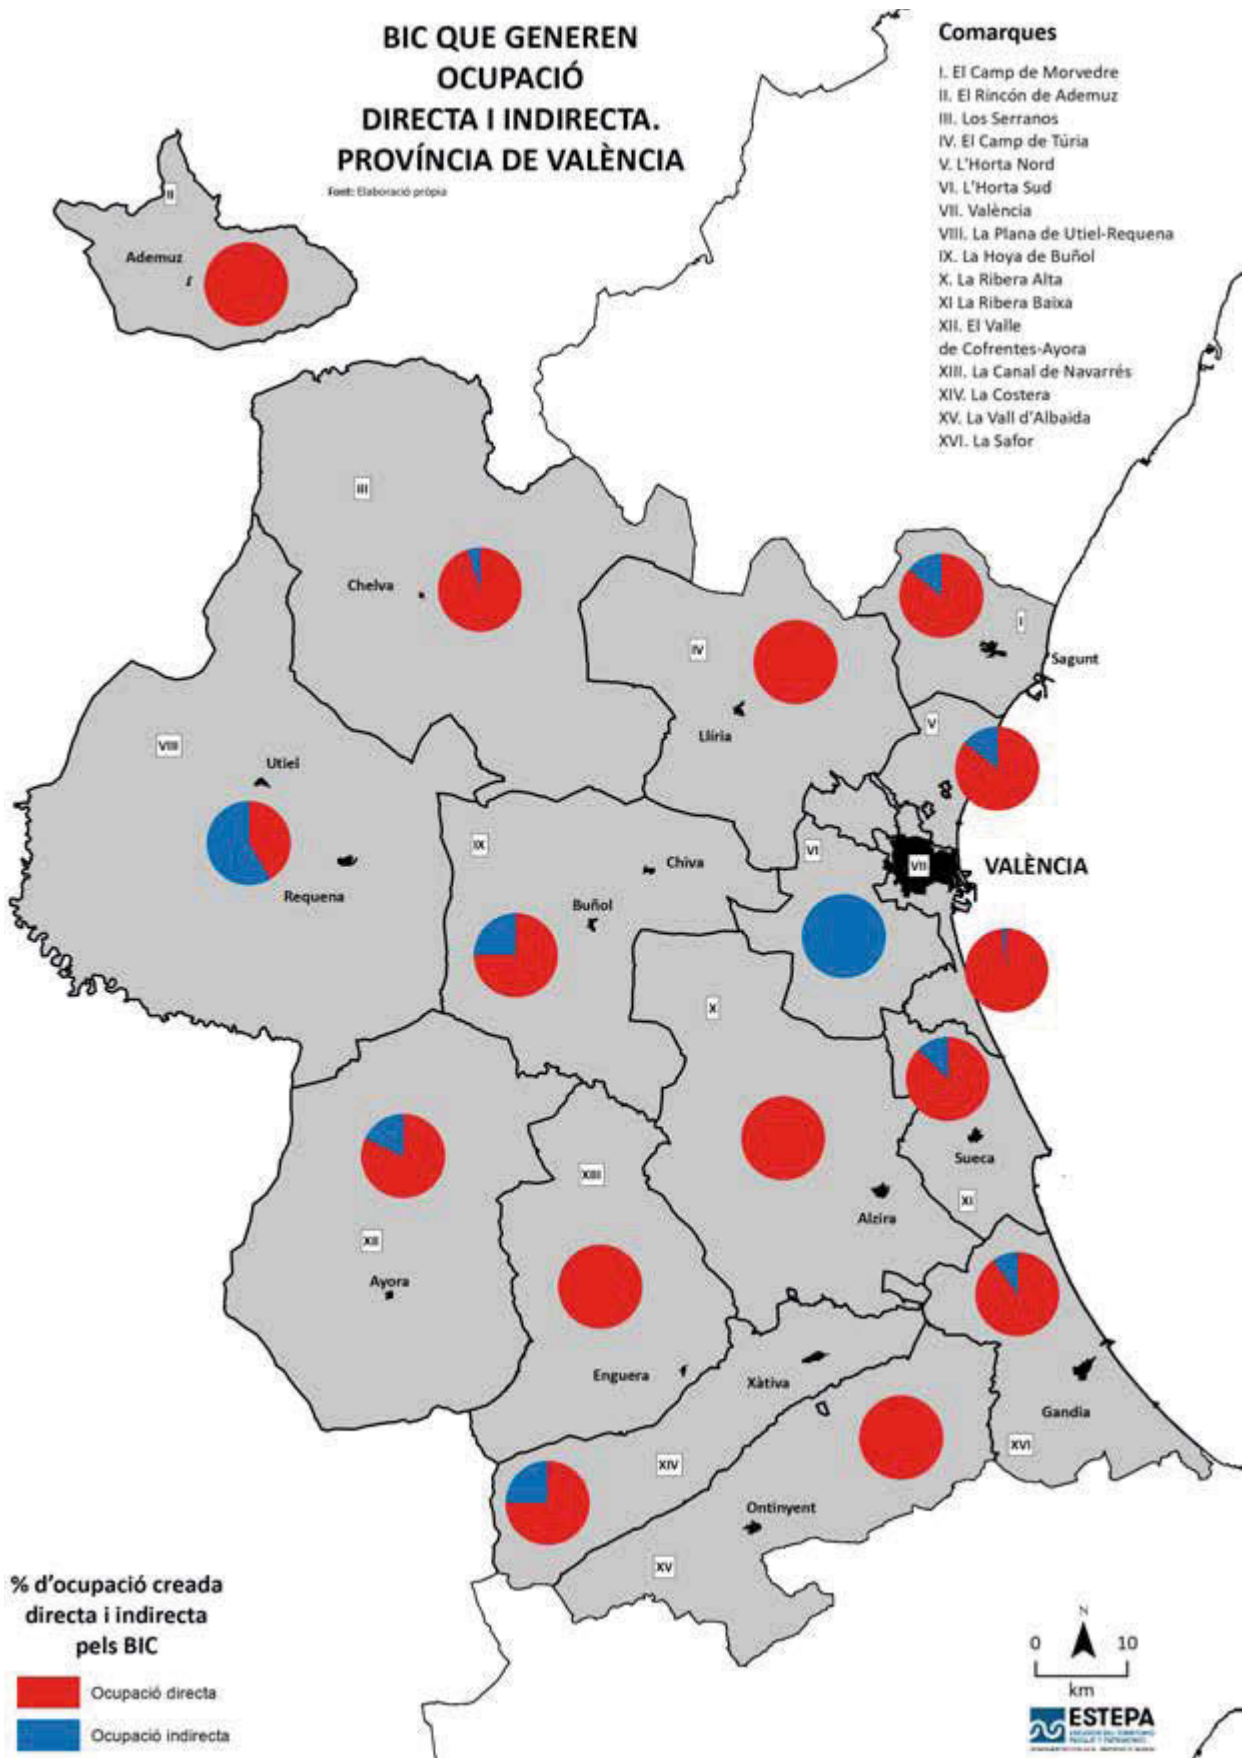 BIC QUE GENEREN
OCUPACIÓ
DIRECTA I INDIRECTA.
PROVÍNCIA DE VALÈNCIA
Font: Elaboració pròpia
Comarques
I. El Camp de Morvedre
II. El Rincón de Ademuz
III. Los Serranos
IV. El Camp de Túria
V. L'Horta Nord
VI. L'Horta Sud
VII. València
VIII. La Plana de Utiel-Requena
IX. La Hoya de Buñol
X. La Ribera Alta
XI La Ribera Baixa
XII. El Valle
de Cofrentes-Ayora
XIII. La Canal de Navarrés
XIV. La Costera
XV. La Vall d'Albaida
XVI. La Safor
II
Ademuz
III
Chelva
I
Sagunt
IV
Llíria
V
VIII
Utiel
Requena
IX
Chiva
Buñol
VI
VII
VALÈNCIA
X
Alzira
Sueca
XI
XII
Ayora
XIII
Enguera
Xàtiva
XIV
Gandia
XVI
Ontinyent
XV
% d'ocupació creada
directa i indirecta
pels BIC
Ocupació directa
Ocupació indirecta
N
0 10
km
ESTEPA